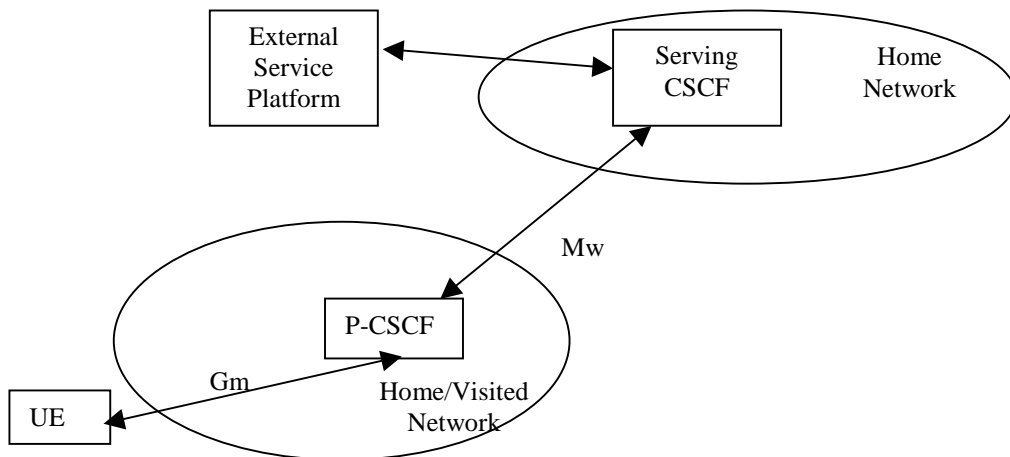 External
Service
Platform
Serving
CSCF
Home
Network
Mw
P-CSCF
Gm
Home/Visited
Network
UE